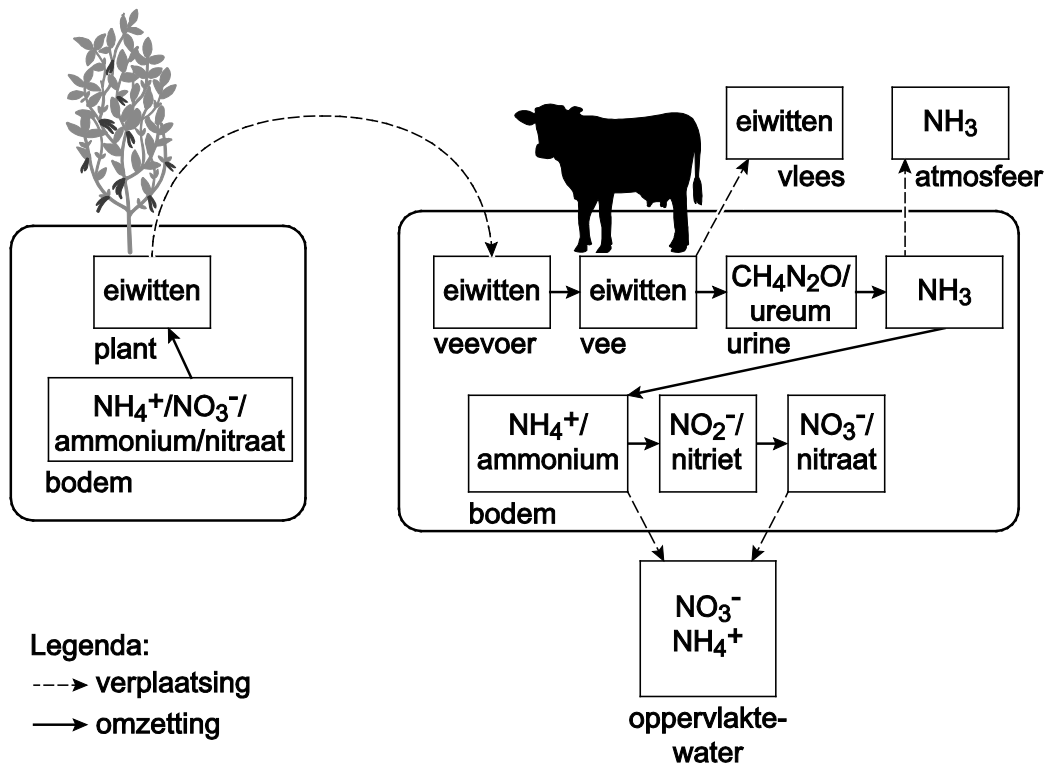 eiwitten
vlees
NH₃
atmosfeer
eiwitten
plant
NH₄⁺/NO₃⁻/
ammonium/nitraat
bodem
eiwitten
veevoer
eiwitten
vee
CH₄N₂O/
ureum
urine
NH₃
NH₄⁺/
ammonium
bodem
NO₂⁻/
nitriet
NO₃⁻/
nitraat
NO₃⁻
NH₄⁺
oppervlakte-
water
Legenda:
verplaatsing
omzetting